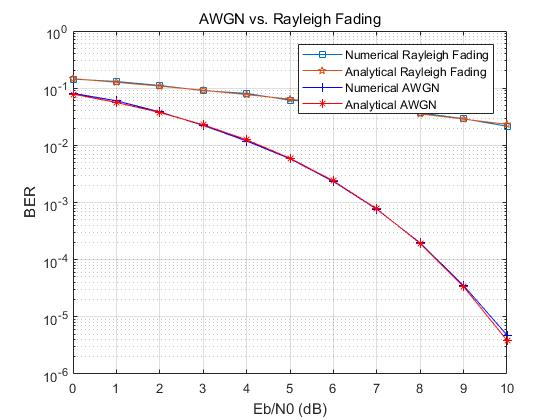 AWGN vs. Rayleigh Fading
10^0
10^-1
10^-2
10^-3
10^-4
10^-5
10^-6
BER
Numerical Rayleigh Fading
Analytical Rayleigh Fading
Numerical AWGN
Analytical AWGN
0 1 2 3 4 5 6 7 8 9 10
Eb/N0 (dB)